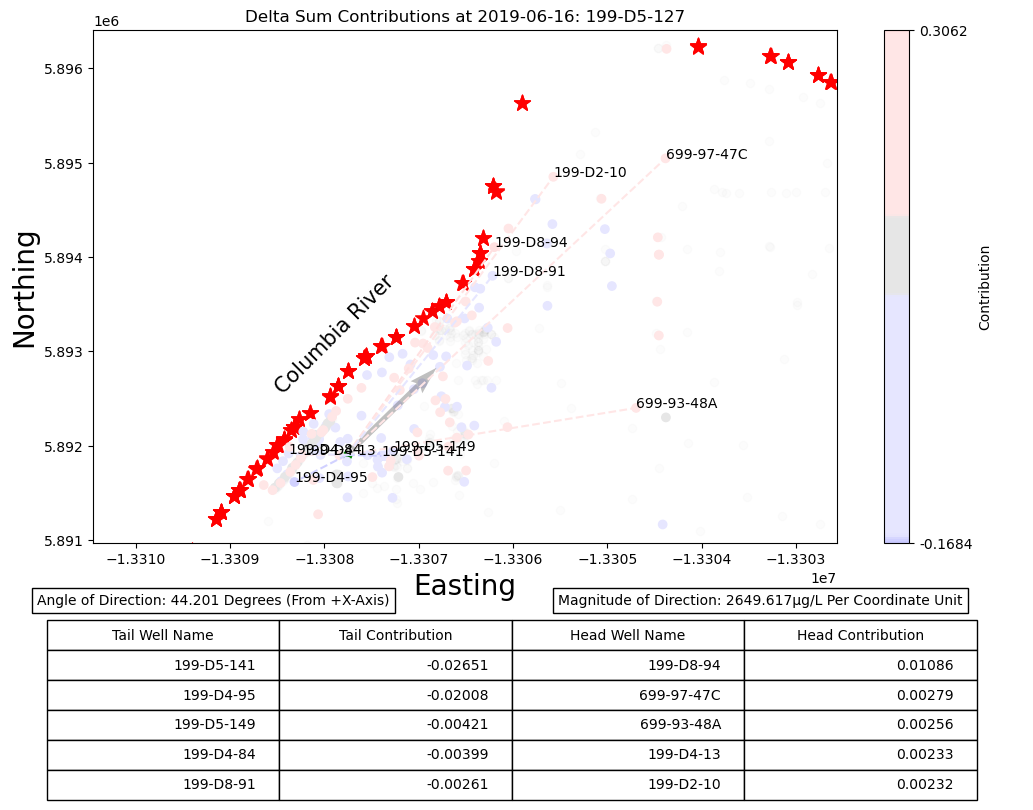 Delta Sum Contributions at 2019-06-16: 199-D5-127
1e6
0.3062
5.896
5.895
5.894
5.893
5.892
5.891
Northing
699-97-47C
199-D2-10
199-D8-94
199-D8-91
Columbia River
699-93-48A
199-D5-149
199-D4-84
199-D4-13
199-D5-141
199-D4-95
Contribution
-0.1684
−1.3310
−1.3309
−1.3308
−1.3307
−1.3306
−1.3305
−1.3304
−1.3303
1e7
Easting
Angle of Direction: 44.201 Degrees (From +X-Axis)
Magnitude of Direction: 2649.617µg/L Per Coordinate Unit
Tail Well Name Tail Contribution Head Well Name Head Contribution
199-D5-141 -0.02651 199-D8-94 0.01086
199-D4-95 -0.02008 699-97-47C 0.00279
199-D5-149 -0.00421 699-93-48A 0.00256
199-D4-84 -0.00399 199-D4-13 0.00233
199-D8-91 -0.00261 199-D2-10 0.00232